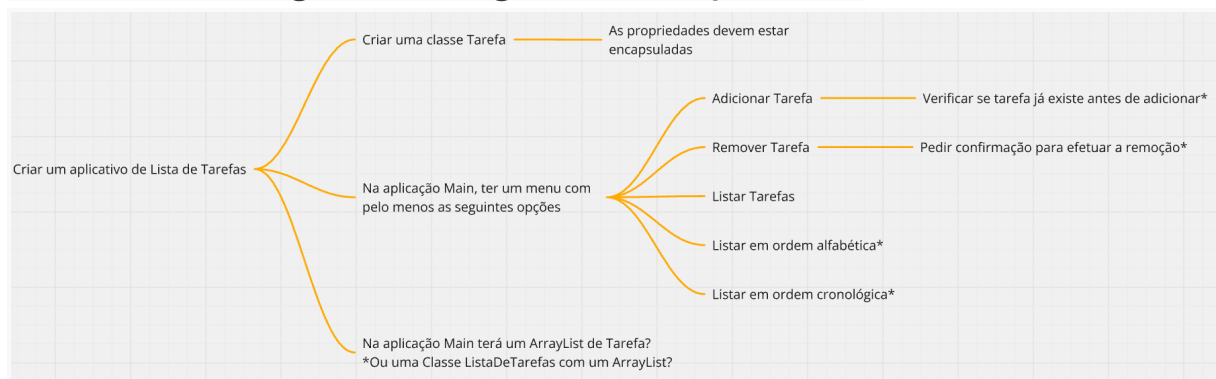 Criar uma classe Tarefa
As propriedades devem estar
encapsuladas
Criar um aplicativo de Lista de Tarefas
Na aplicação Main, ter um menu com
pelo menos as seguintes opções
Adicionar Tarefa
Verificar se tarefa já existe antes de adicionar*
Remover Tarefa
Pedir confirmação para efetuar a remoção*
Listar Tarefas
Listar em ordem alfabética*
Listar em ordem cronológica*
Na aplicação Main terá um ArrayList de Tarefa?
*Ou uma Classe ListaDeTarefas com um ArrayList?